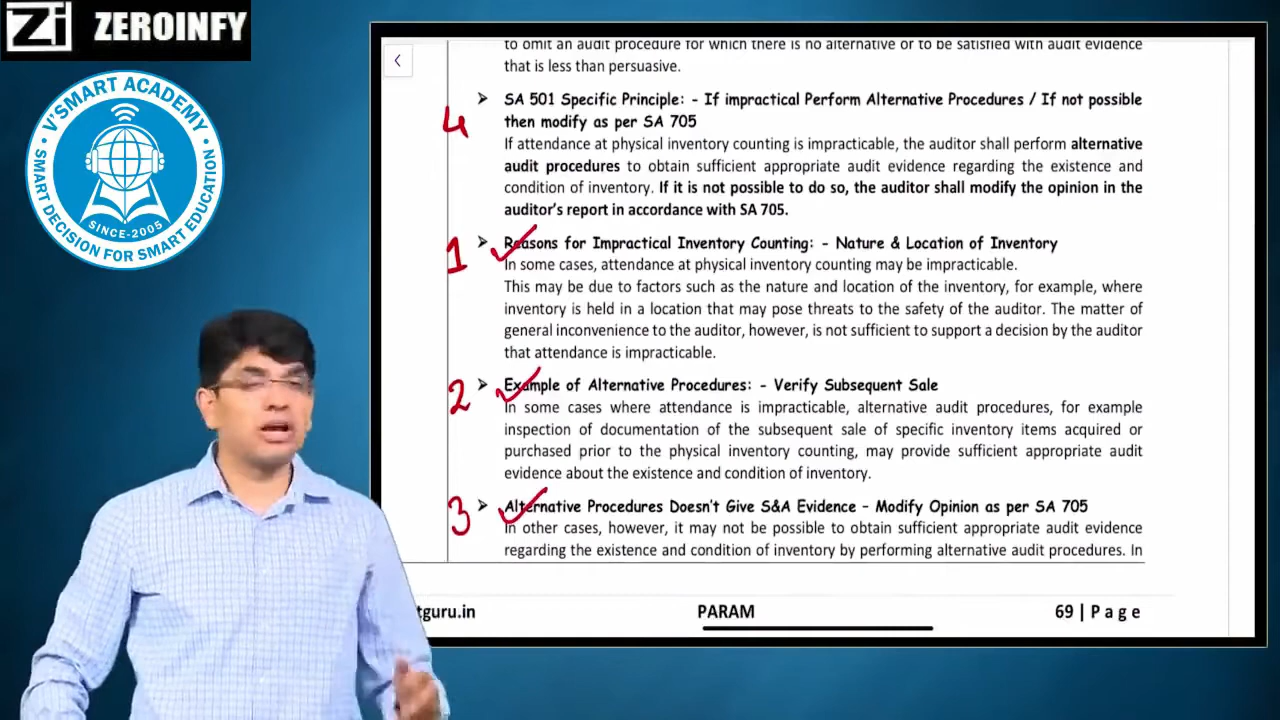 Zi ZEROINFY
V'SMART ACADEMY
SINCE-2005
SMART DECISION FOR SMART EDUCATION
to omit an audit procedure for which there is no alternative or to be satisfied with audit evidence
that is less than persuasive.
4
➢ SA 501 Specific Principle: - If impractical Perform Alternative Procedures / If not possible
then modify as per SA 705
If attendance at physical inventory counting is impracticable, the auditor shall perform alternative
audit procedures to obtain sufficient appropriate audit evidence regarding the existence and
condition of inventory. If it is not possible to do so, the auditor shall modify the opinion in the
auditor's report in accordance with SA 705.
1
➢ Reasons for Impractical Inventory Counting: - Nature & Location of Inventory
In some cases, attendance at physical inventory counting may be impracticable.
This may be due to factors such as the nature and location of the inventory, for example, where
inventory is held in a location that may pose threats to the safety of the auditor. The matter of
general inconvenience to the auditor, however, is not sufficient to support a decision by the auditor
that attendance is impracticable.
2
➢ Example of Alternative Procedures: - Verify Subsequent Sale
In some cases where attendance is impracticable, alternative audit procedures, for example
inspection of documentation of the subsequent sale of specific inventory items acquired or
purchased prior to the physical inventory counting, may provide sufficient appropriate audit
evidence about the existence and condition of inventory.
3
➢ Alternative Procedures Doesn't Give S&A Evidence – Modify Opinion as per SA 705
In other cases, however, it may not be possible to obtain sufficient appropriate audit evidence
regarding the existence and condition of inventory by performing alternative audit procedures. In
tguru.in PARAM 69 | Page